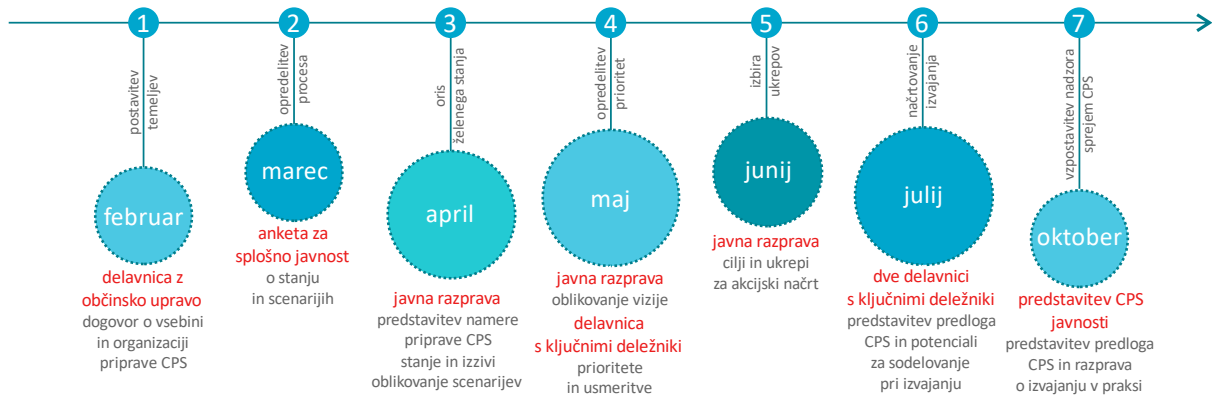 1
postavitev
temeljev
februar
delavnica z
občinsko upravo
dogovor o vsebini
in organizaciji
priprave CPS
2
opredelitev
procesa
marec
anketa za
splošno javnost
o stanju
in scenarijih
3
oris
želenega stanja
april
javna razprava
predstavitev namere
priprave CPS
stanje in izzivi
oblikovanje scenarijev
4
opredelitev
prioritet
maj
javna razprava
oblikovanje vizije
delavnica
s ključnimi deležniki
prioritete
in usmeritve
5
izbira
ukrepov
junij
javna razprava
cilji in ukrepi
za akcijski načrt
6
načrtovanje
izvajanja
julij
dve delavnici
s ključnimi deležniki
predstavitev predloga
CPS in potenciali
za sodelovanje
pri izvajanju
7
vzpostavitev nadzora
sprejem CPS
oktober
predstavitev CPS
javnosti
predstavitev predloga
CPS in razprava
o izvajanju v praksi